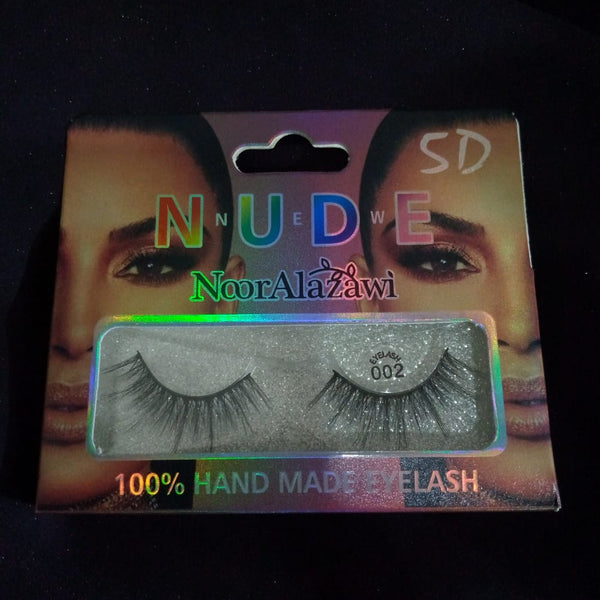 5D
NUDE
NEW
NoorAlazawi
EYELASH
002
100% HAND MADE EYELASH